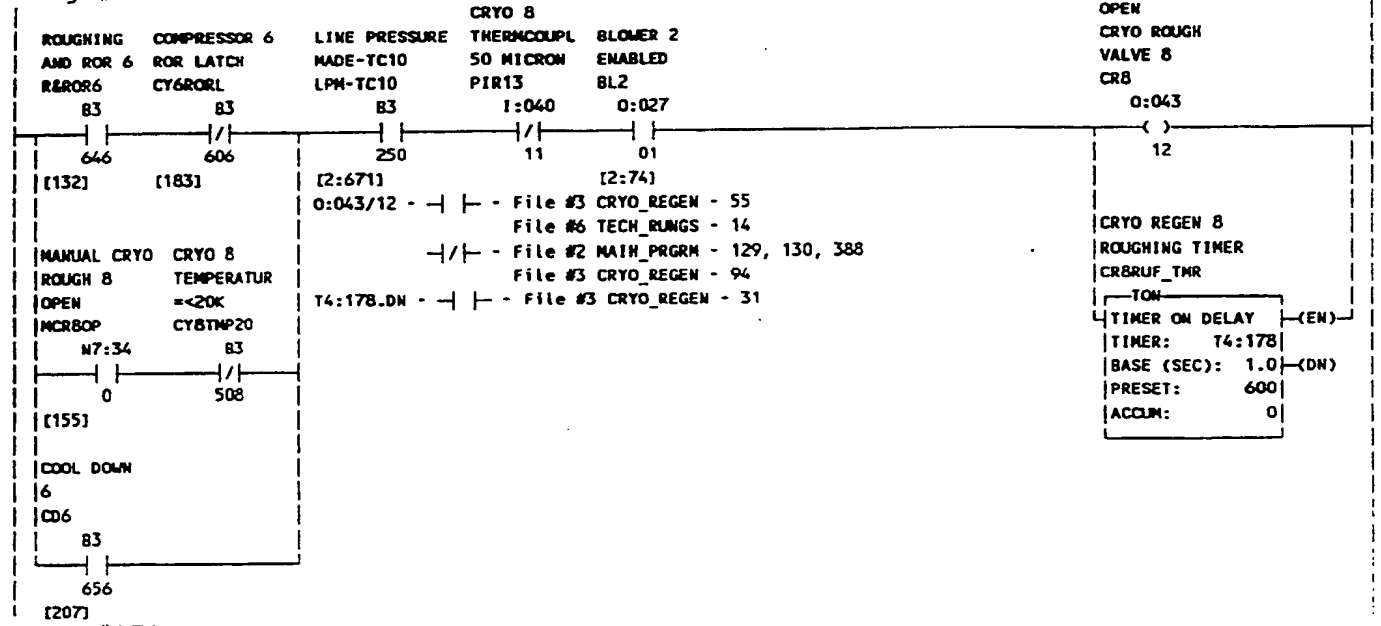 CRYO 8 OPEN
ROUGHING COMPRESSOR 6 LINE PRESSURE THERMCOUPL BLOWER 2 CRYO ROUGH
AND ROR 6 ROR LATCH MADE-TC10 50 MICRON ENABLED VALVE 8
R&ROR6 CY6RORL LPM-TC10 PIR13 BL2 CR8
B3 B3 B3 I:040 O:027 O:043
646 606 250 11 01 12
[132] [183] [2:671] [2:74]
O:043/12 - ⊣ ⊢ - File #3 CRYO_REGEN - 55
File #6 TECH_RUNGS - 14
⊣/⊢ - File #2 MAIN_PRGRM - 129, 130, 388
File #3 CRYO_REGEN - 94
T4:178.DN - ⊣ ⊢ - File #3 CRYO_REGEN - 31
MANUAL CRYO CRYO 8
ROUGH 8 TEMPERATUR
OPEN =<20K
MCR8OP CY8TMP20
N7:34 B3
0 508
[155]
COOL DOWN
6
CD6
B3
656
[207]
CRYO REGEN 8
ROUGHING TIMER
CR8RUF_TMR
TON
TIMER ON DELAY (EN)
TIMER: T4:178
BASE (SEC): 1.0 (DN)
PRESET: 600
ACCUM: 0